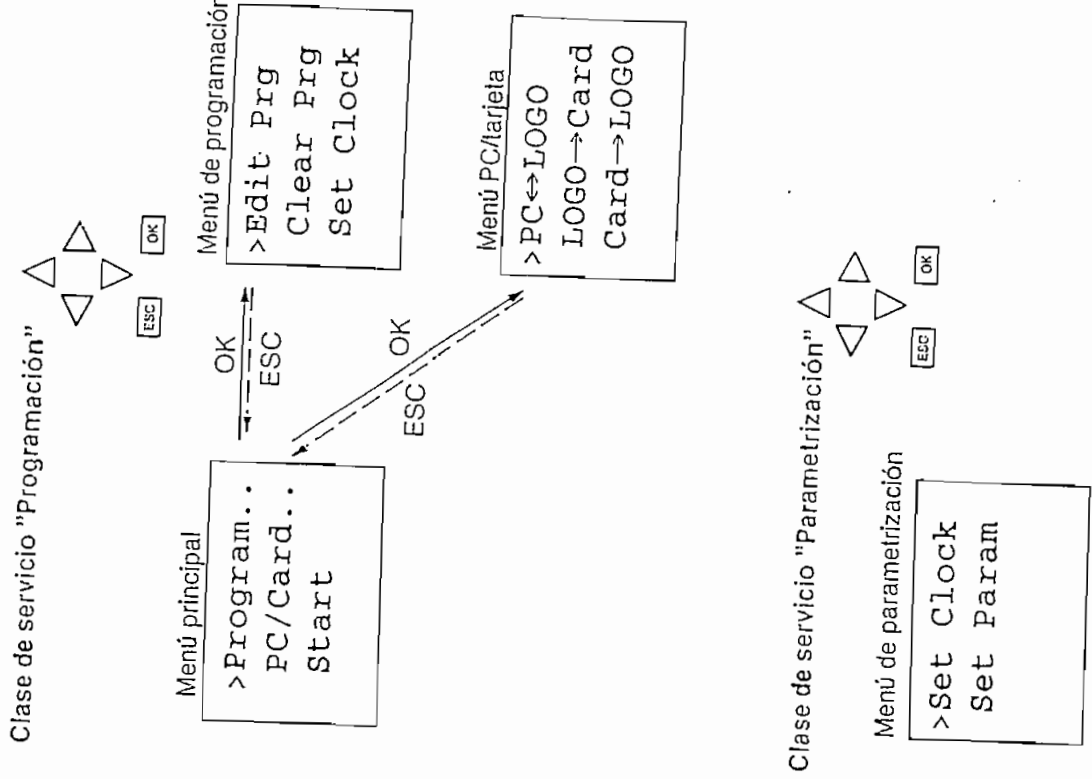 Clase de servicio "Programación"
ESC
OK
Menú principal
>Program..
PC/Card..
Start
OK
ESC
Menú de programación
>Edit Prg
Clear Prg
Set Clock
OK
ESC
Menú PC/tarjeta
>PC↔LOGO
LOGO→Card
Card→LOGO
Clase de servicio "Parametrización"
ESC
OK
Menú de parametrización
>Set Clock
Set Param